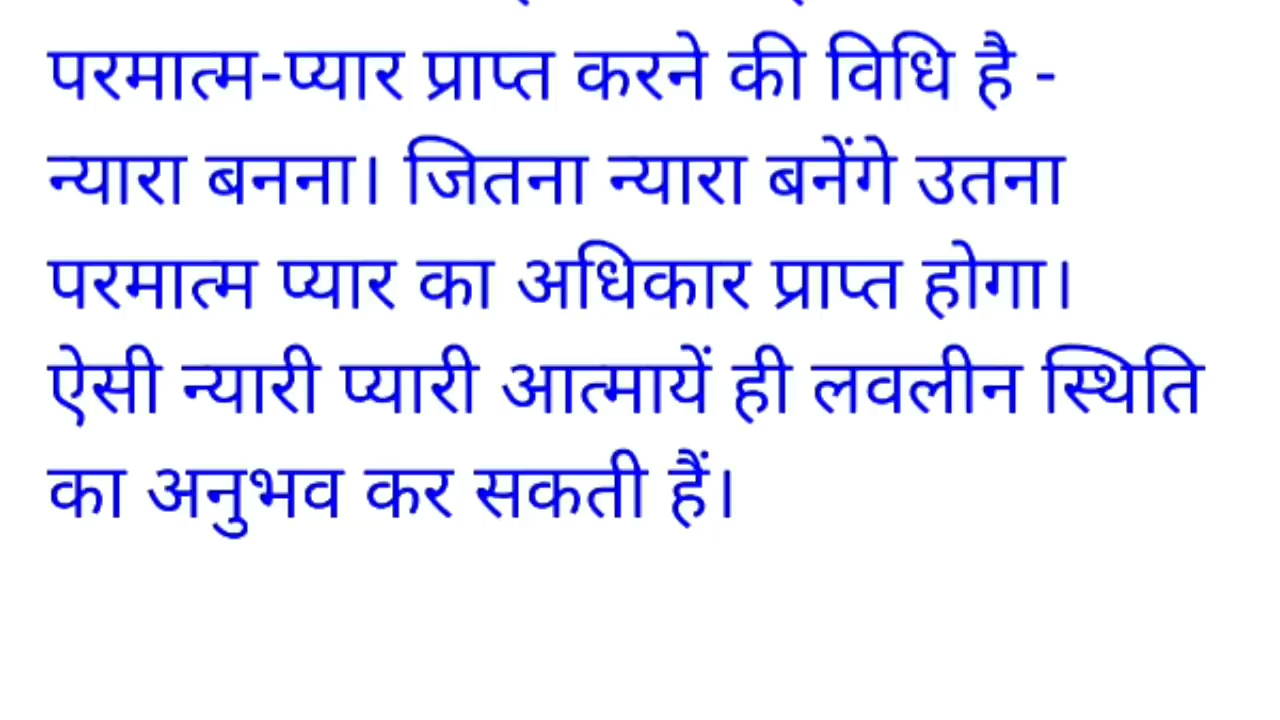 परमात्म-प्यार प्राप्त करने की विधि है -
न्यारा बनना। जितना न्यारा बनेंगे उतना
परमात्म प्यार का अधिकार प्राप्त होगा।
ऐसी न्यारी प्यारी आत्मायें ही लवलीन स्थिति
का अनुभव कर सकती हैं।